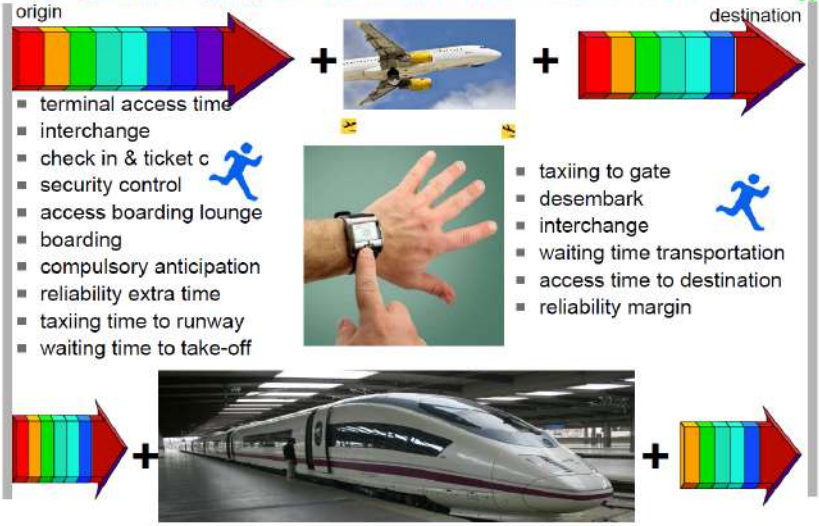 origin
destination
+
+
terminal access time
interchange
check in & ticket c
security control
access boarding lounge
boarding
compulsory anticipation
reliability extra time
taxiing time to runway
waiting time to take-off
taxiing to gate
desembark
interchange
waiting time transportation
access time to destination
reliability margin
+
+